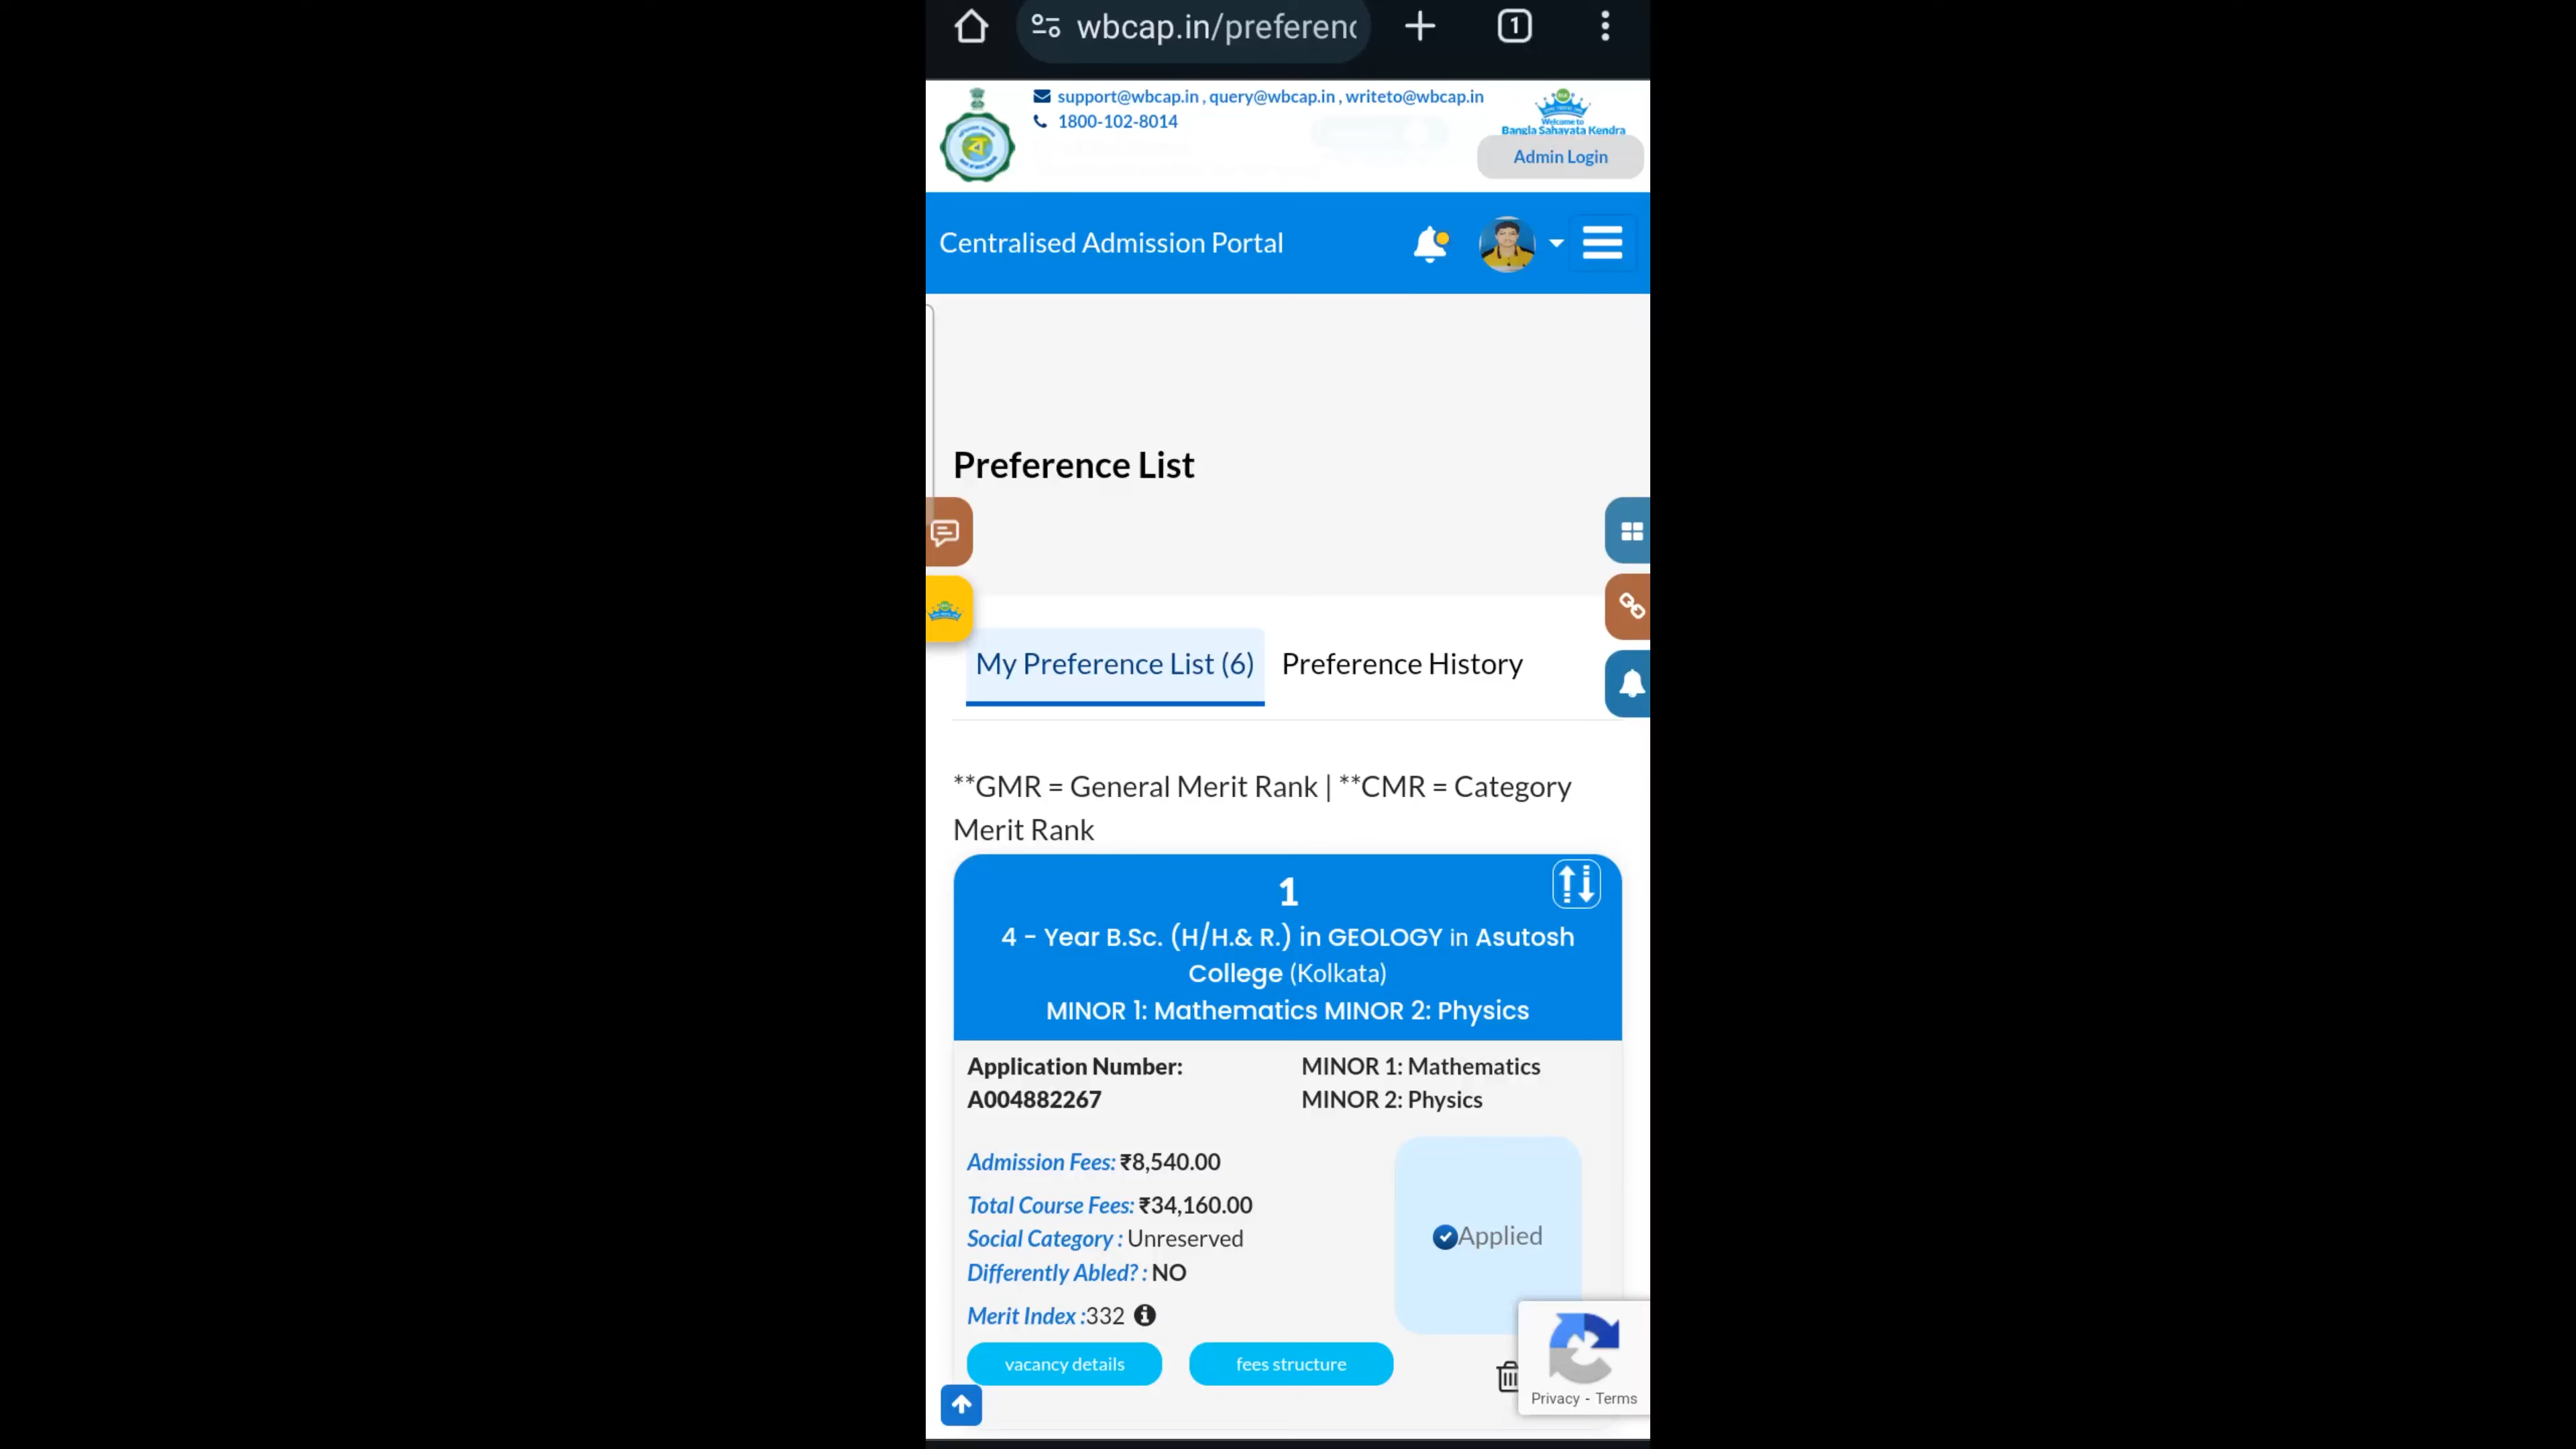 wbcap.in/preferenc
1
support@wbcap.in , query@wbcap.in , writeto@wbcap.in
1800-102-8014
Welcome to
Bangla Sahayata Kendra
Admin Login
Centralised Admission Portal
Preference List
My Preference List (6) Preference History
**GMR = General Merit Rank | **CMR = Category
Merit Rank
1
4 - Year B.Sc. (H/H.& R.) in GEOLOGY in Asutosh
College (Kolkata)
MINOR 1: Mathematics MINOR 2: Physics
Application Number:
A004882267
MINOR 1: Mathematics
MINOR 2: Physics
Admission Fees: ₹8,540.00
Total Course Fees: ₹34,160.00
Social Category : Unreserved
Differently Abled? : NO
Merit Index :332
Applied
vacancy details
fees structure
Privacy - Terms